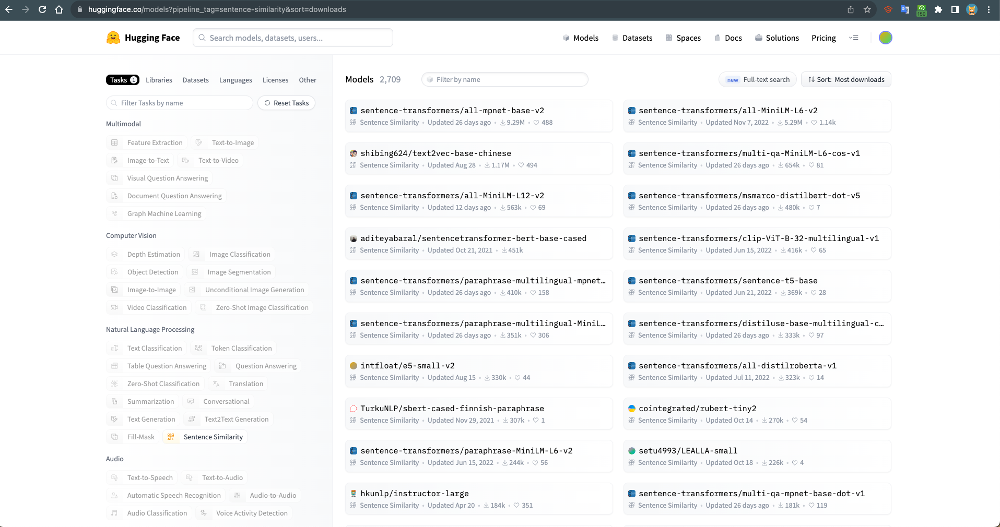 huggingface.co/models?pipeline_tag=sentence-similarity&sort=downloads
150
Hugging Face
Search models, datasets, users...
Models
Datasets
Spaces
Docs
Solutions
Pricing
Tasks 1
Libraries
Datasets
Languages
Licenses
Other
Filter Tasks by name
Reset Tasks
Multimodal
Feature Extraction
Text-to-Image
Image-to-Text
Text-to-Video
Visual Question Answering
Document Question Answering
Graph Machine Learning
Computer Vision
Depth Estimation
Image Classification
Object Detection
Image Segmentation
Image-to-Image
Unconditional Image Generation
Video Classification
Zero-Shot Image Classification
Natural Language Processing
Text Classification
Token Classification
Table Question Answering
Question Answering
Zero-Shot Classification
Translation
Summarization
Conversational
Text Generation
Text2Text Generation
Fill-Mask
Sentence Similarity
Audio
Text-to-Speech
Text-to-Audio
Automatic Speech Recognition
Audio-to-Audio
Audio Classification
Voice Activity Detection
Models 2,709
Filter by name
new Full-text search
Sort: Most downloads
sentence-transformers/all-mpnet-base-v2
Sentence Similarity • Updated 26 days ago • 9.29M • 488
sentence-transformers/all-MiniLM-L6-v2
Sentence Similarity • Updated Nov 7, 2022 • 5.29M • 1.14k
shibing624/text2vec-base-chinese
Sentence Similarity • Updated Aug 28 • 1.17M • 494
sentence-transformers/multi-qa-MiniLM-L6-cos-v1
Sentence Similarity • Updated 26 days ago • 654k • 81
sentence-transformers/all-MiniLM-L12-v2
Sentence Similarity • Updated 12 days ago • 563k • 69
sentence-transformers/msmarco-distilbert-dot-v5
Sentence Similarity • Updated 26 days ago • 480k • 7
aditeyabaral/sentencetransformer-bert-base-cased
Sentence Similarity • Updated Oct 21, 2021 • 451k
sentence-transformers/clip-ViT-B-32-multilingual-v1
Sentence Similarity • Updated Jun 15, 2022 • 416k • 65
sentence-transformers/paraphrase-multilingual-mpnet…
Sentence Similarity • Updated 26 days ago • 410k • 158
sentence-transformers/sentence-t5-base
Sentence Similarity • Updated Jun 21, 2022 • 369k • 28
sentence-transformers/paraphrase-multilingual-MiniL…
Sentence Similarity • Updated 26 days ago • 351k • 306
sentence-transformers/distiluse-base-multilingual-c…
Sentence Similarity • Updated 26 days ago • 333k • 97
intfloat/e5-small-v2
Sentence Similarity • Updated Aug 15 • 330k • 44
sentence-transformers/all-distilroberta-v1
Sentence Similarity • Updated Jul 11, 2022 • 323k • 14
TurkuNLP/sbert-cased-finnish-paraphrase
Sentence Similarity • Updated Nov 29, 2021 • 307k • 1
cointegrated/rubert-tiny2
Sentence Similarity • Updated Oct 14 • 270k • 54
sentence-transformers/paraphrase-MiniLM-L6-v2
Sentence Similarity • Updated Jun 15, 2022 • 244k • 56
setu4993/LEALLA-small
Sentence Similarity • Updated Oct 18 • 226k • 4
hkunlp/instructor-large
Sentence Similarity • Updated Apr 20 • 184k • 351
sentence-transformers/multi-qa-mpnet-base-dot-v1
Sentence Similarity • Updated 26 days ago • 181k • 119